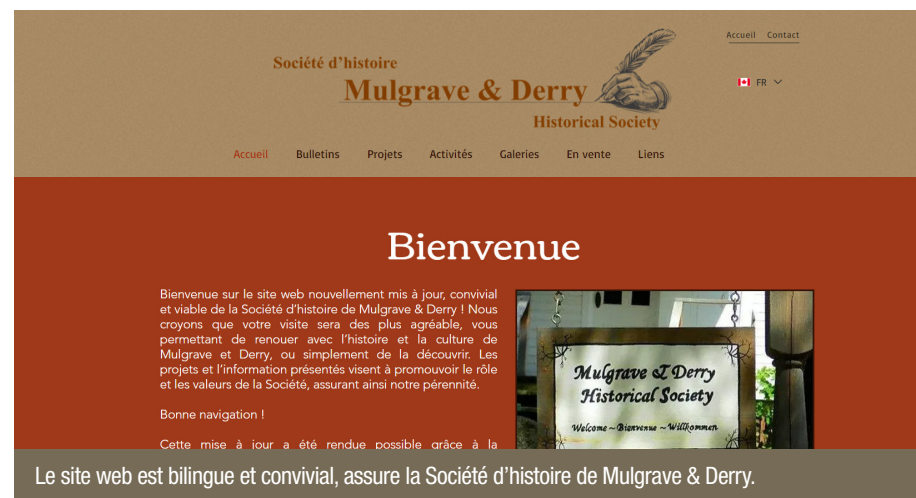 Accueil Contact
Société d'histoire
Mulgrave & Derry
Historical Society
FR
Accueil Bulletins Projets Activités Galeries En vente Liens
Bienvenue
Bienvenue sur le site web nouvellement mis à jour, convivial
et viable de la Société d'histoire de Mulgrave & Derry ! Nous
croyons que votre visite sera des plus agréable, vous
permettant de renouer avec l'histoire et la culture de
Mulgrave et Derry, ou simplement de la découvrir. Les
projets et l'information présentés visent à promouvoir le rôle
et les valeurs de la Société, assurant ainsi notre pérennité.
Bonne navigation !
Cette mise à jour a été rendue possible grâce à la
Mulgrave & Derry
Historical Society
Welcome ~ Bienvenue ~ Willkommen
Le site web est bilingue et convivial, assure la Société d'histoire de Mulgrave & Derry.